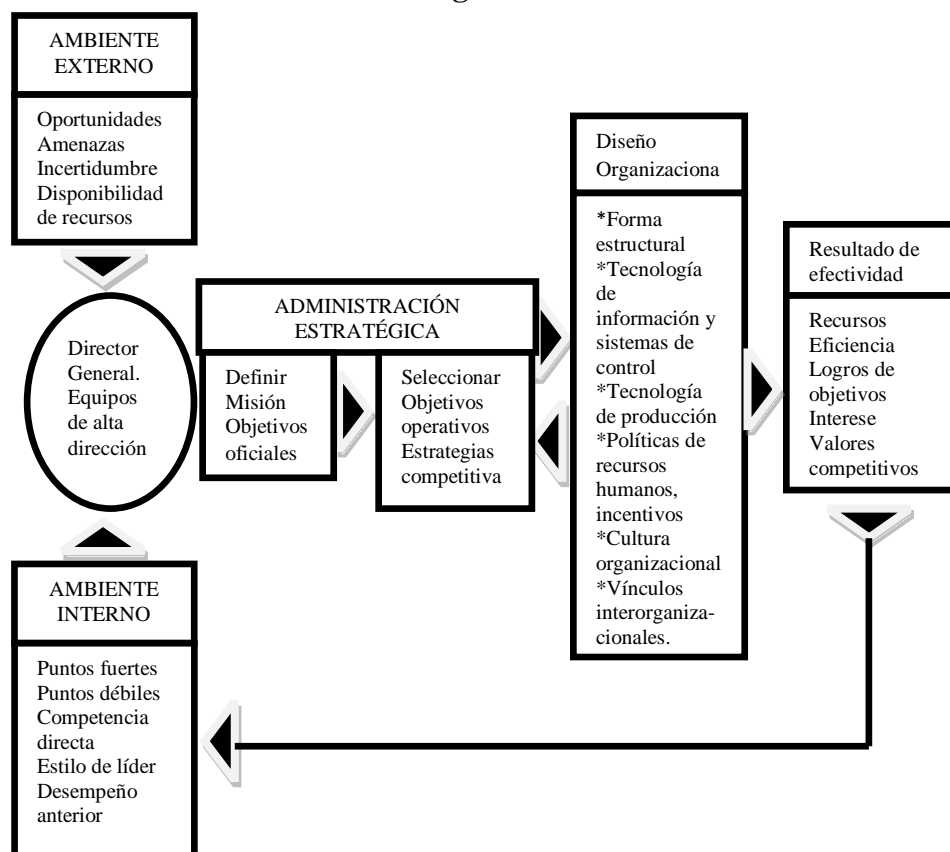 AMBIENTE
EXTERNO
Oportunidades
Amenazas
Incertidumbre
Disponibilidad
de recursos
Director
General.
Equipos
de alta
dirección
AMBIENTE
INTERNO
Puntos fuertes
Puntos débiles
Competencia
directa
Estilo de líder
Desempeño
anterior
ADMINISTRACIÓN
ESTRATÉGICA
Definir
Misión
Objetivos
oficiales
Seleccionar
Objetivos
operativos
Estrategias
competitiva
Diseño
Organizaciona
*Forma
estructural
*Tecnología
de
información y
sistemas de
control
*Tecnología
de producción
*Políticas de
recursos
humanos,
incentivos
*Cultura
organizacional
*Vínculos
interorganiza-
cionales.
Resultado de
efectividad
Recursos
Eficiencia
Logros de
objetivos
Interese
Valores
competitivos